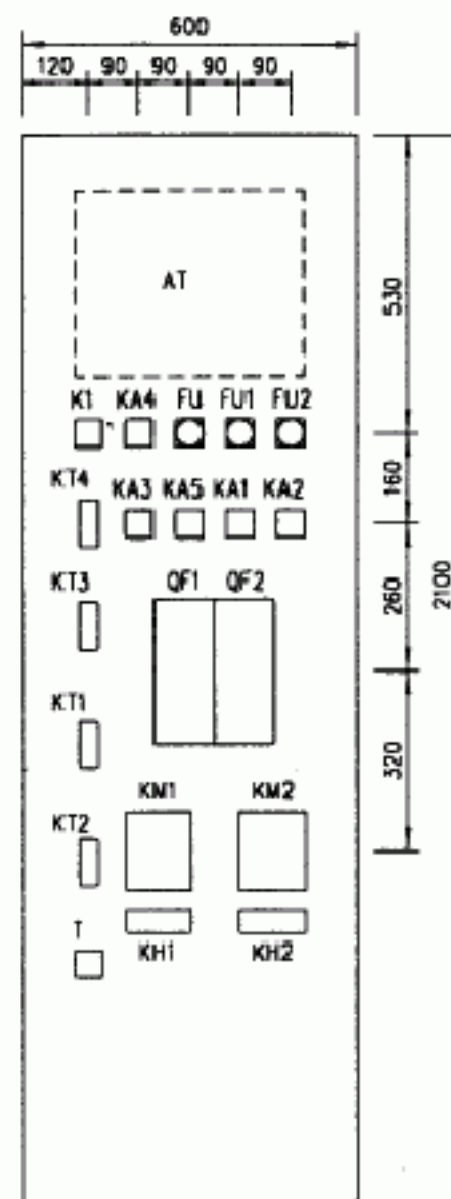 600
120 90 90 90 90
AT
530
K1 KA4 FU FU1 FU2
KT4
KA3 KA5 KA1 KA2
160
KT3
QF1 QF2
260
2100
KT1
320
KM1 KM2
KT2
T
KH1 KH2